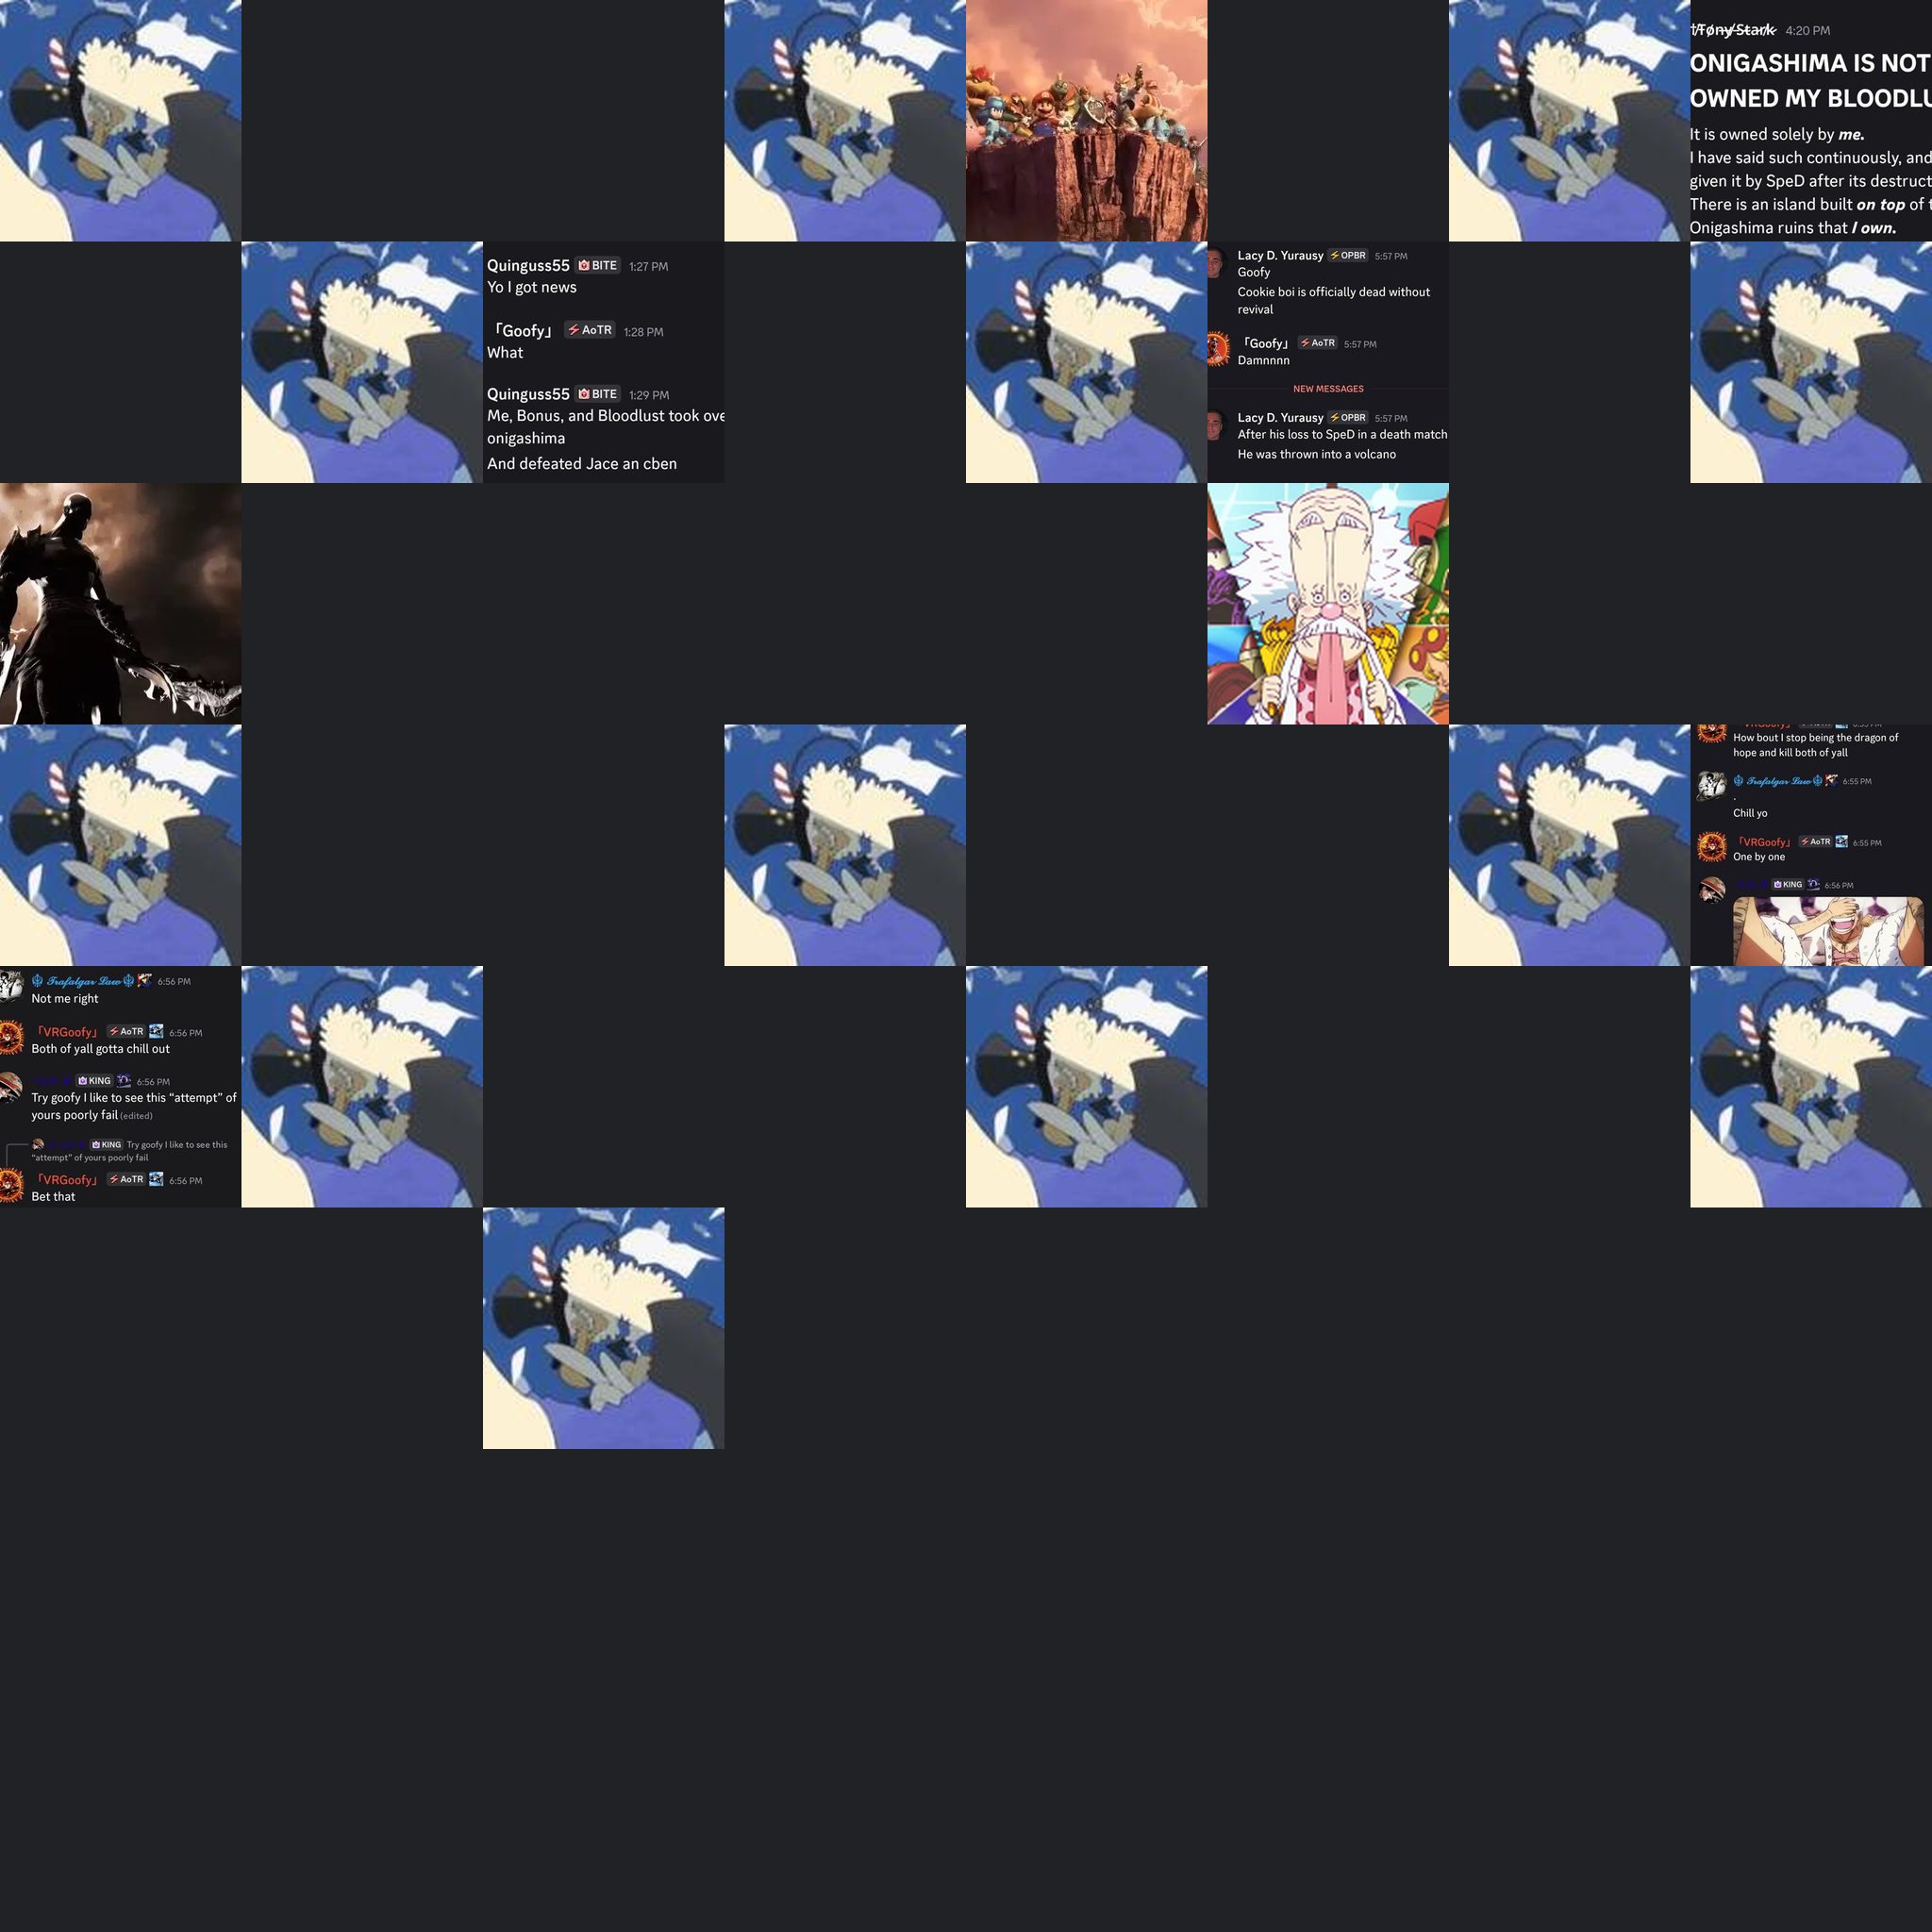 Tony Stark 4:20 PM
ONIGASHIMA IS NOT
OWNED MY BLOODLU
It is owned solely by me.
I have said such continuously, and
given it by SpeD after its destruct
There is an island built on top of t
Onigashima ruins that I own.
Quinguss55 BITE 1:27 PM
Yo I got news
「Goofy」 AoTR 1:28 PM
What
Quinguss55 BITE 1:29 PM
Me, Bonus, and Bloodlust took ove
onigashima
And defeated Jace an cben
Lacy D. Yurausy OPBR 5:57 PM
Goofy
Cookie boi is officially dead without
revival
「Goofy」 AoTR 5:57 PM
Damnnnn
NEW MESSAGES
Lacy D. Yurausy OPBR 5:57 PM
After his loss to SpeD in a death match
He was thrown into a volcano
How bout I stop being the dragon of
hope and kill both of yall
Trafalgar Law 6:55 PM
.
Chill yo
「VRGoofy」 AoTR 6:55 PM
One by one
KING 6:56 PM
Trafalgar Law 6:56 PM
Not me right
「VRGoofy」 AoTR 6:56 PM
Both of yall gotta chill out
KING 6:56 PM
Try goofy I like to see this “attempt” of
yours poorly fail (edited)
KING Try goofy I like to see this
“attempt” of yours poorly fail
「VRGoofy」 AoTR 6:56 PM
Bet that